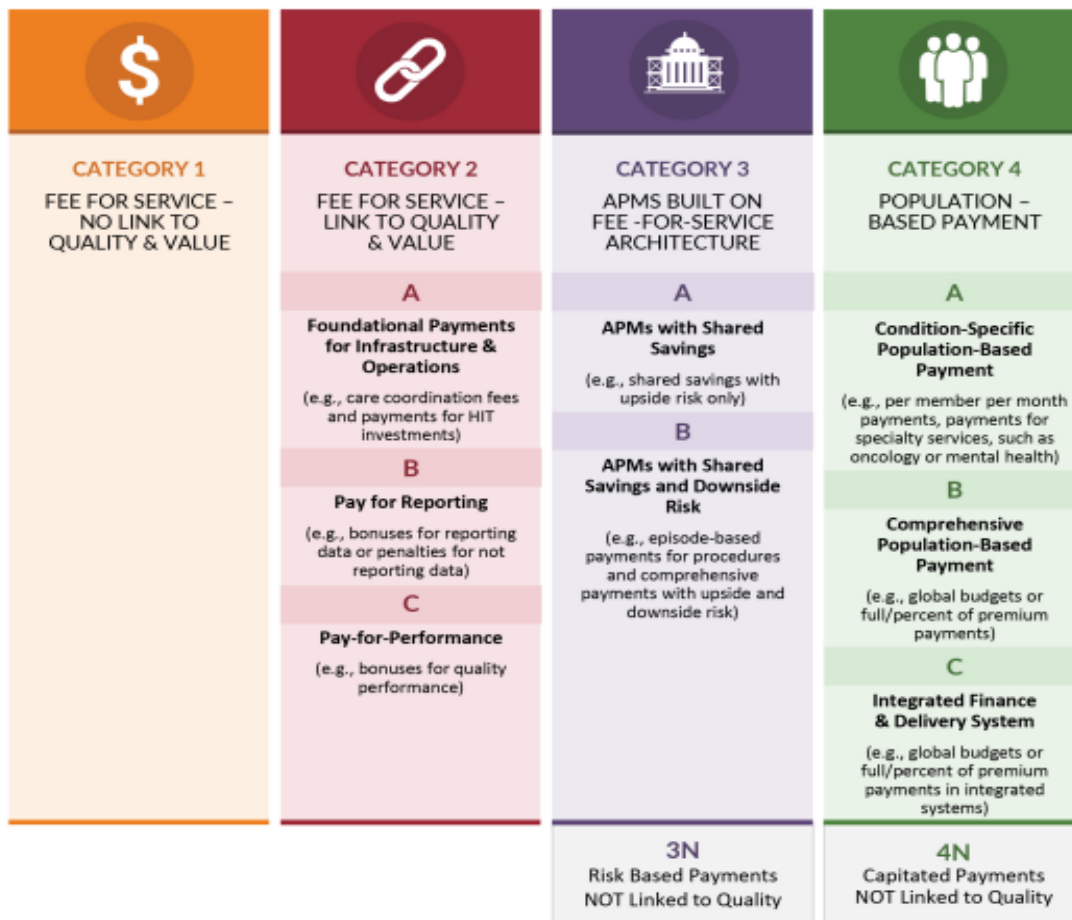 $
CATEGORY 1
FEE FOR SERVICE –
NO LINK TO
QUALITY & VALUE
CATEGORY 2
FEE FOR SERVICE –
LINK TO QUALITY
& VALUE
A
Foundational Payments
for Infrastructure &
Operations
(e.g., care coordination fees
and payments for HIT
investments)
B
Pay for Reporting
(e.g., bonuses for reporting
data or penalties for not
reporting data)
C
Pay-for-Performance
(e.g., bonuses for quality
performance)
CATEGORY 3
APMS BUILT ON
FEE -FOR-SERVICE
ARCHITECTURE
A
APMs with Shared
Savings
(e.g., shared savings with
upside risk only)
B
APMs with Shared
Savings and Downside
Risk
(e.g., episode-based
payments for procedures
and comprehensive
payments with upside and
downside risk)
3N
Risk Based Payments
NOT Linked to Quality
CATEGORY 4
POPULATION –
BASED PAYMENT
A
Condition-Specific
Population-Based
Payment
(e.g., per member per month
payments, payments for
specialty services, such as
oncology or mental health)
B
Comprehensive
Population-Based
Payment
(e.g., global budgets or
full/percent of premium
payments)
C
Integrated Finance
& Delivery System
(e.g., global budgets or
full/percent of premium
payments in integrated
systems)
4N
Capitated Payments
NOT Linked to Quality